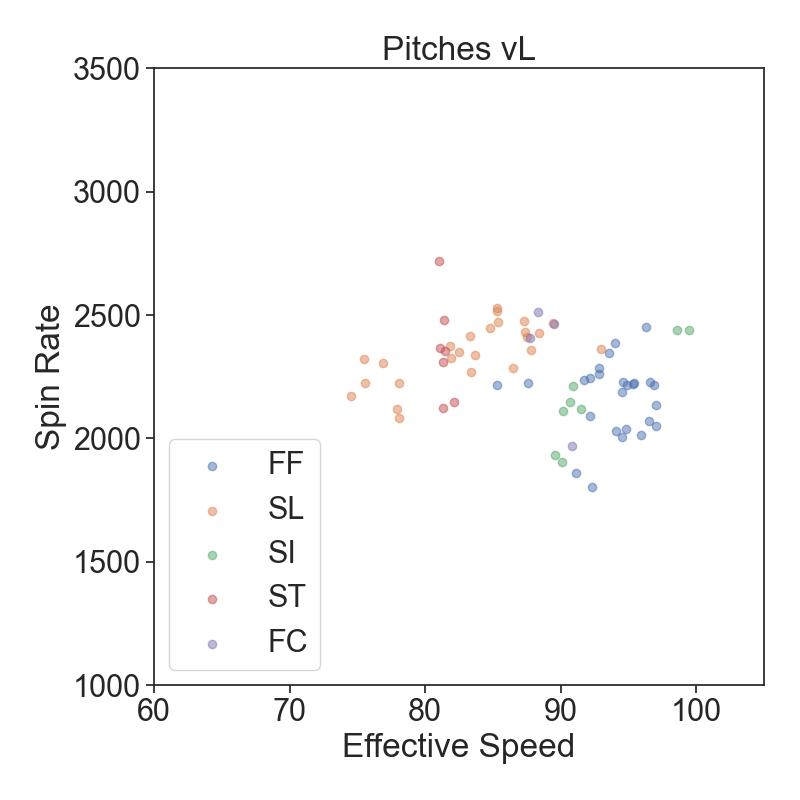 Pitches vL
3500
3000
2500
2000
1500
1000
Spin Rate
FF
SL
SI
ST
FC
60 70 80 90 100
Effective Speed